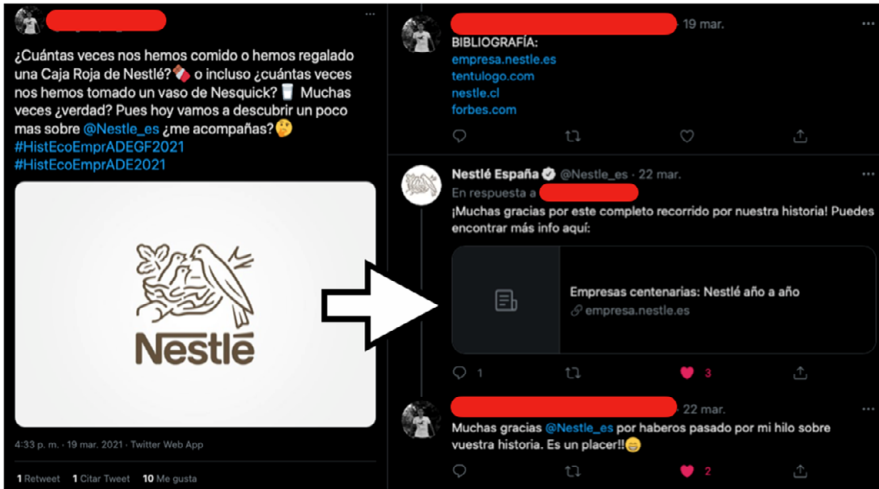 ¿Cuántas veces nos hemos comido o hemos regalado
una Caja Roja de Nestlé?🍫 o incluso ¿cuántas veces
nos hemos tomado un vaso de Nesquick?🥛 Muchas
veces ¿verdad? Pues hoy vamos a descubrir un poco
mas sobre @Nestle_es ¿me acompañas?🤔
#HistEcoEmprADEGF2021
#HistEcoEmprADE2021
Nestlé
4:33 p. m. · 19 mar. 2021 · Twitter Web App
1 Retweet 1 Citar Tweet 10 Me gusta
· 19 mar.
BIBLIOGRAFÍA:
empresa.nestle.es
tentulogo.com
nestle.cl
forbes.com
Nestlé España @Nestle_es · 22 mar.
En respuesta a
¡Muchas gracias por este completo recorrido por nuestra historia! Puedes
encontrar más info aquí:
Empresas centenarias: Nestlé año a año
empresa.nestle.es
1 3
· 22 mar.
Muchas gracias @Nestle_es por haberos pasado por mi hilo sobre
vuestra historia. Es un placer!!😁
2